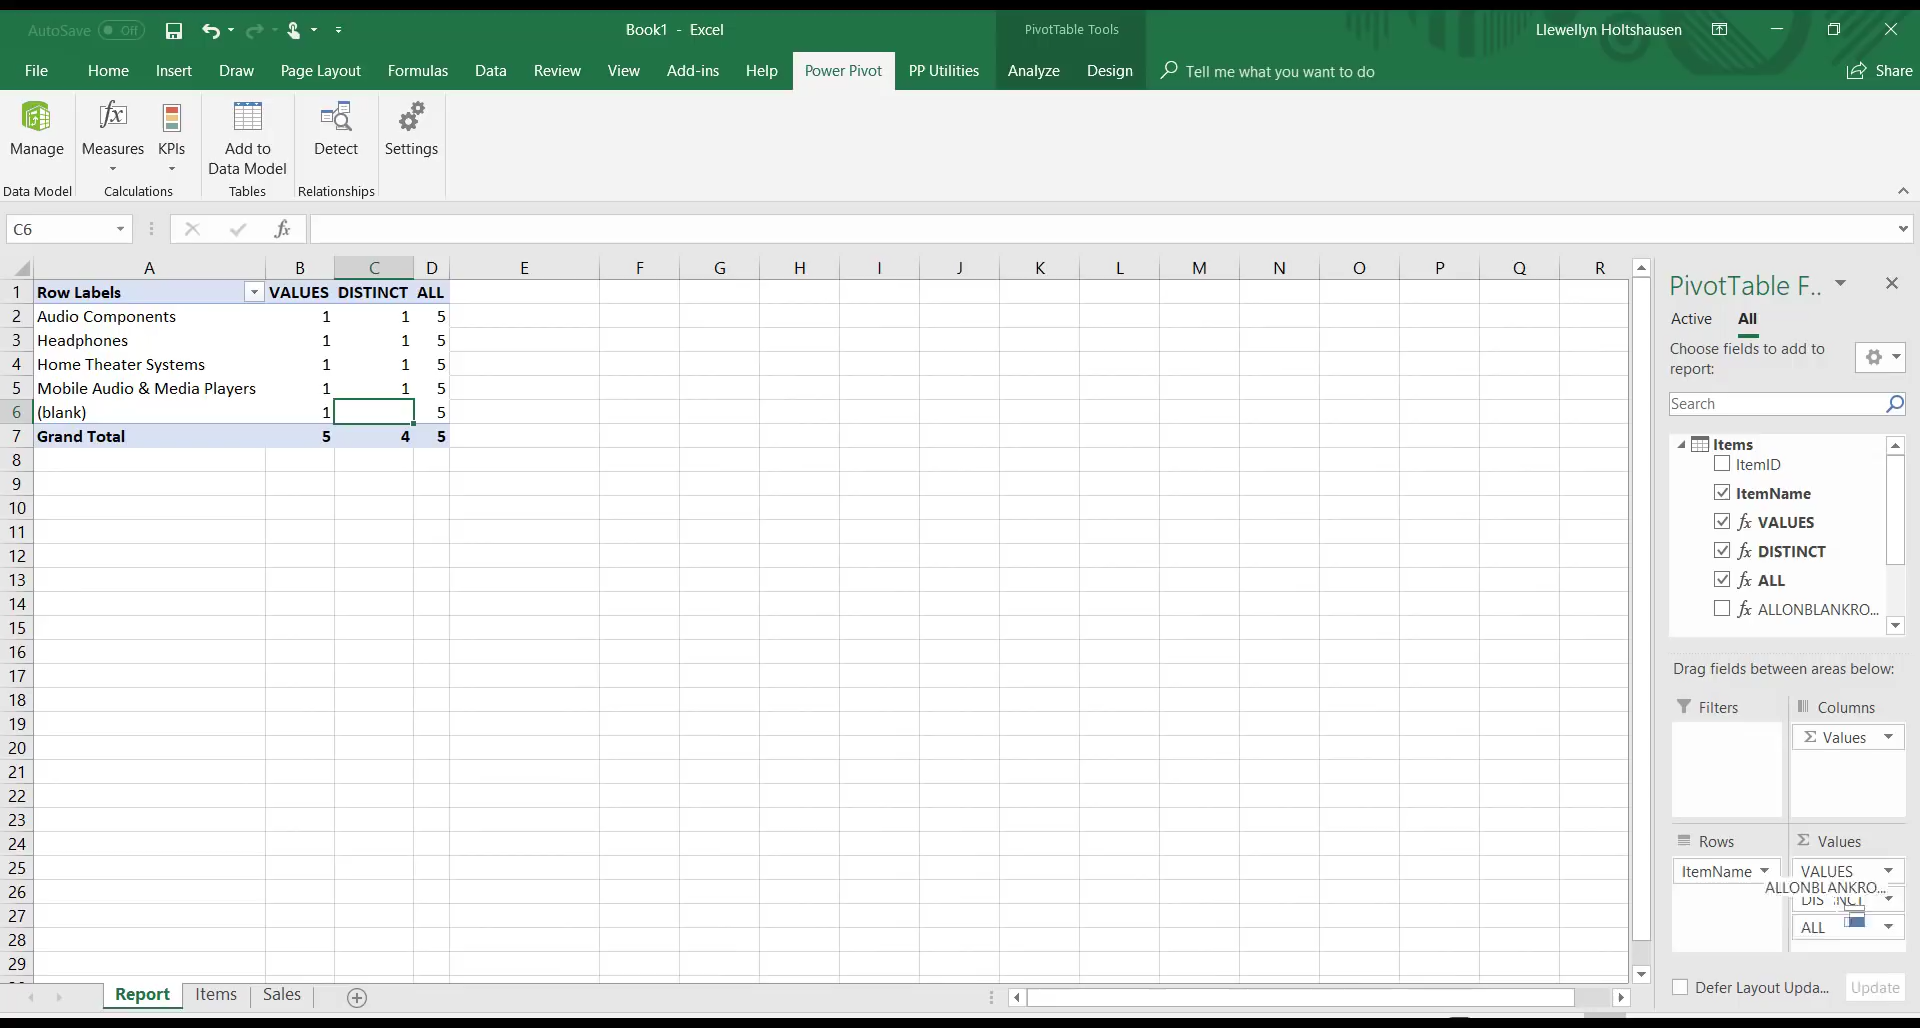 AutoSave Off
Book1 - Excel
PivotTable Tools
Llewellyn Holtshausen
File Home Insert Draw Page Layout Formulas Data Review View Add-ins Help Power Pivot PP Utilities Analyze Design Tell me what you want to do Share
Manage Measures KPIs Add to Data Model Detect Settings
Data Model Calculations Tables Relationships
C6 fx
A B C D E F G H I J K L M N O P Q R
1 Row Labels VALUES DISTINCT ALL
2 Audio Components 1 1 5
3 Headphones 1 1 5
4 Home Theater Systems 1 1 5
5 Mobile Audio & Media Players 1 1 5
6 (blank) 1 5
7 Grand Total 5 4 5
8
9
10
11
12
13
14
15
16
17
18
19
20
21
22
23
24
25
26
27
28
29
Report Items Sales
PivotTable F..
Active All
Choose fields to add to
report:
Search
Items
ItemID
ItemName
fx VALUES
fx DISTINCT
fx ALL
fx ALLONBLANKRO...
Drag fields between areas below:
Filters Columns
Σ Values
Rows Σ Values
ItemName VALUES
ALLONBLANKRO...
ALL
Defer Layout Upda... Update